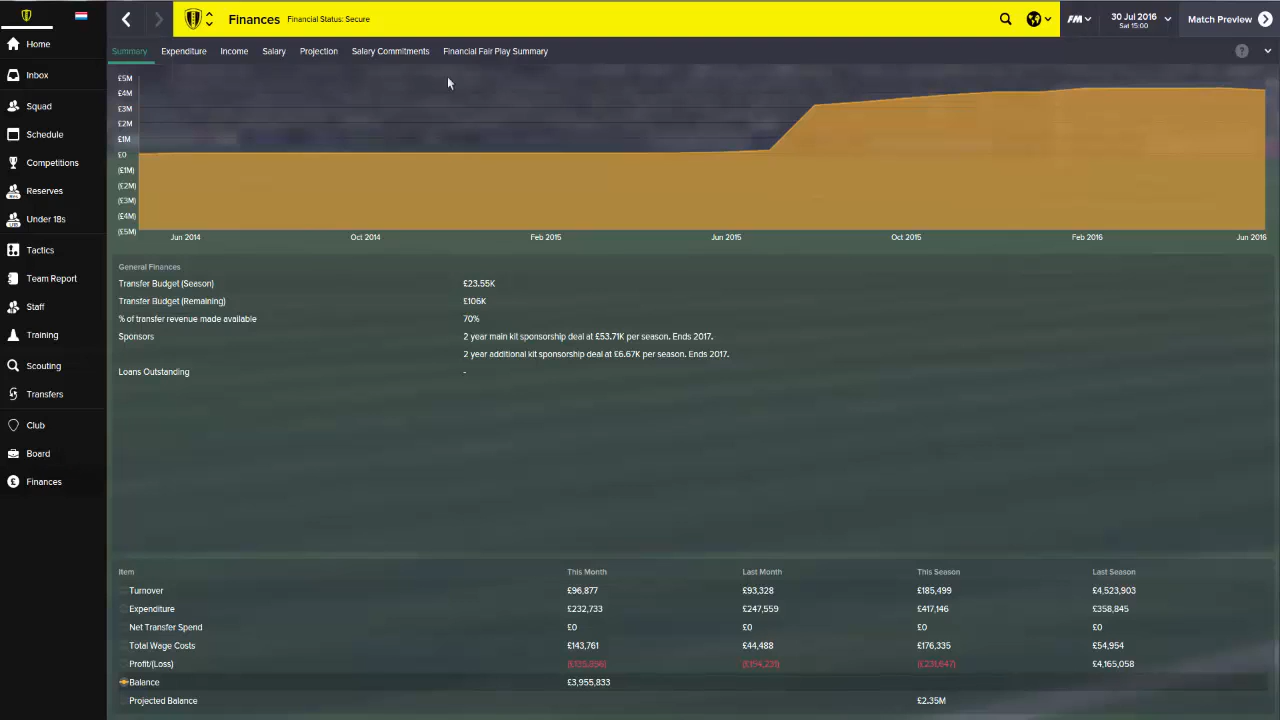 Finances
Financial Status: Secure
FM
30 Jul 2016
Sat 15:00
Match Preview
Home
Inbox
Squad
Schedule
Competitions
Reserves
Under 18s
Tactics
Team Report
Staff
Training
Scouting
Transfers
Club
Board
Finances
Summary Expenditure Income Salary Projection Salary Commitments Financial Fair Play Summary
?
£5M
£4M
£3M
£2M
£1M
£0
(£1M)
(£2M)
(£3M)
(£4M)
(£5M)
Jun 2014 Oct 2014 Feb 2015 Jun 2015 Oct 2015 Feb 2016 Jun 2016
General Finances
Transfer Budget (Season) £23.55K
Transfer Budget (Remaining) £106K
% of transfer revenue made available 70%
Sponsors 2 year main kit sponsorship deal at £53.71K per season. Ends 2017.
2 year additional kit sponsorship deal at £6.67K per season. Ends 2017.
Loans Outstanding -
Item This Month Last Month This Season Last Season
Turnover £96,877 £93,328 £185,499 £4,523,903
Expenditure £232,733 £247,559 £417,146 £358,845
Net Transfer Spend £0 £0 £0 £0
Total Wage Costs £143,761 £44,488 £176,335 £54,954
Profit/(Loss) (£135,856) (£154,231) (£231,647) £4,165,058
Balance £3,955,833
Projected Balance £2.35M